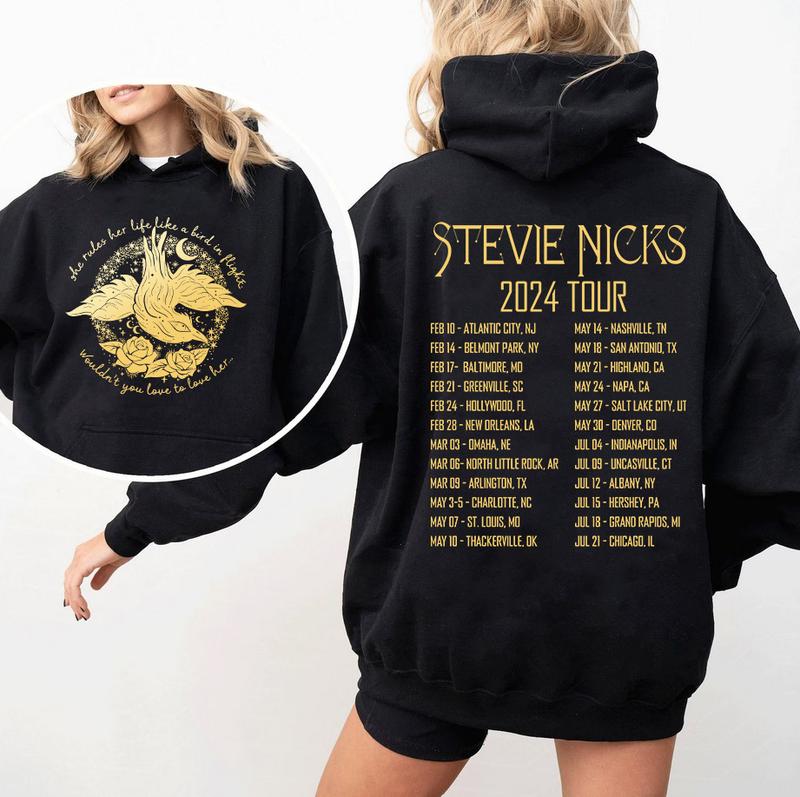 she rules her life like a bird in flight
Wouldn't you love to love her...
STEVIE NICKS
2024 TOUR
FEB 10 - ATLANTIC CITY, NJ
FEB 14 - BELMONT PARK, NY
FEB 17- BALTIMORE, MD
FEB 21 - GREENVILLE, SC
FEB 24 - HOLLYWOOD, FL
FEB 28 - NEW ORLEANS, LA
MAR 03 - OMAHA, NE
MAR 06- NORTH LITTLE ROCK, AR
MAR 09 - ARLINGTON, TX
MAY 3-5 - CHARLOTTE, NC
MAY 07 - ST. LOUIS, MO
MAY 10 - THACKERVILLE, OK
MAY 14 - NASHVILLE, TN
MAY 18 - SAN ANTONIO, TX
MAY 21 - HIGHLAND, CA
MAY 24 - NAPA, CA
MAY 27 - SALT LAKE CITY, UT
MAY 30 - DENVER, CO
JUL 04 - INDIANAPOLIS, IN
JUL 09 - UNCASVILLE, CT
JUL 12 - ALBANY, NY
JUL 15 - HERSHEY, PA
JUL 18 - GRAND RAPIDS, MI
JUL 21 - CHICAGO, IL